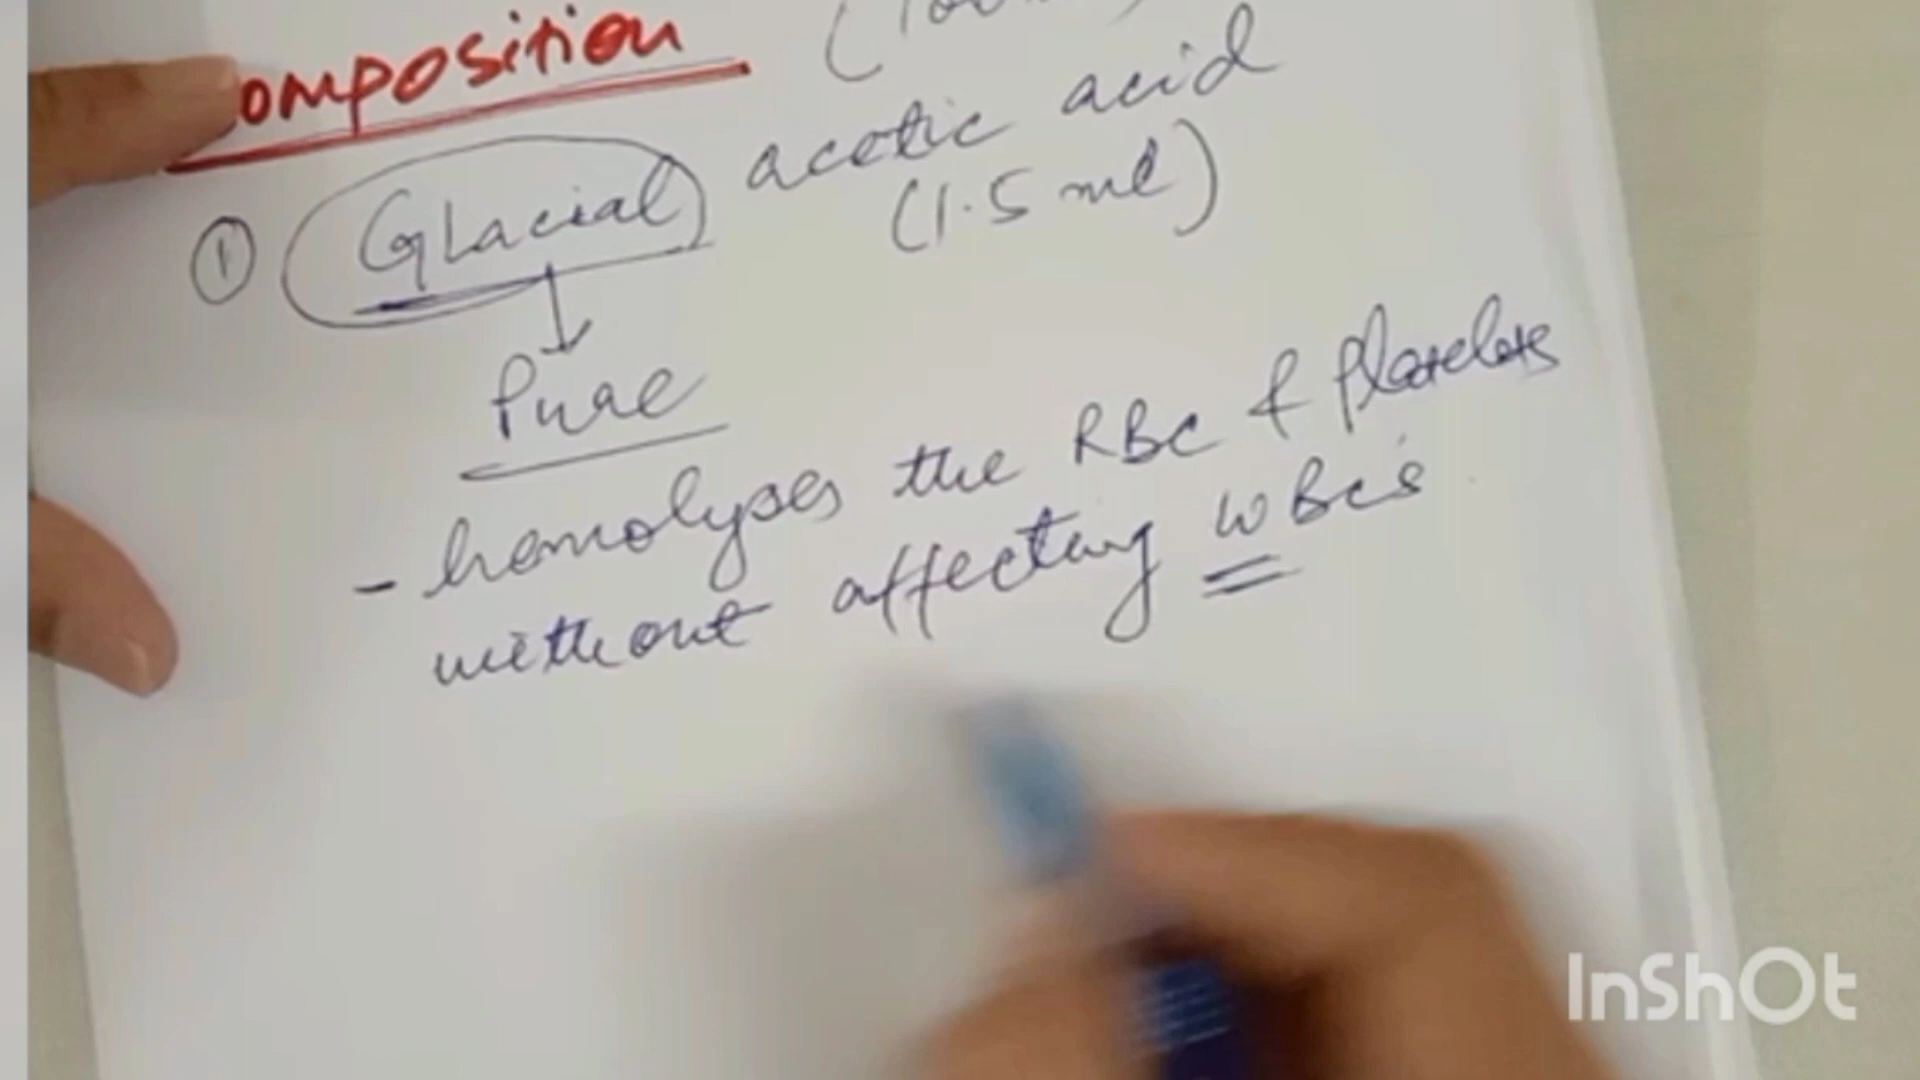 omposition
① Glacial acetic acid
(1.5 ml)
Pure
- hemolyses the RBC & platelets
without affecting WBCs
InShOt